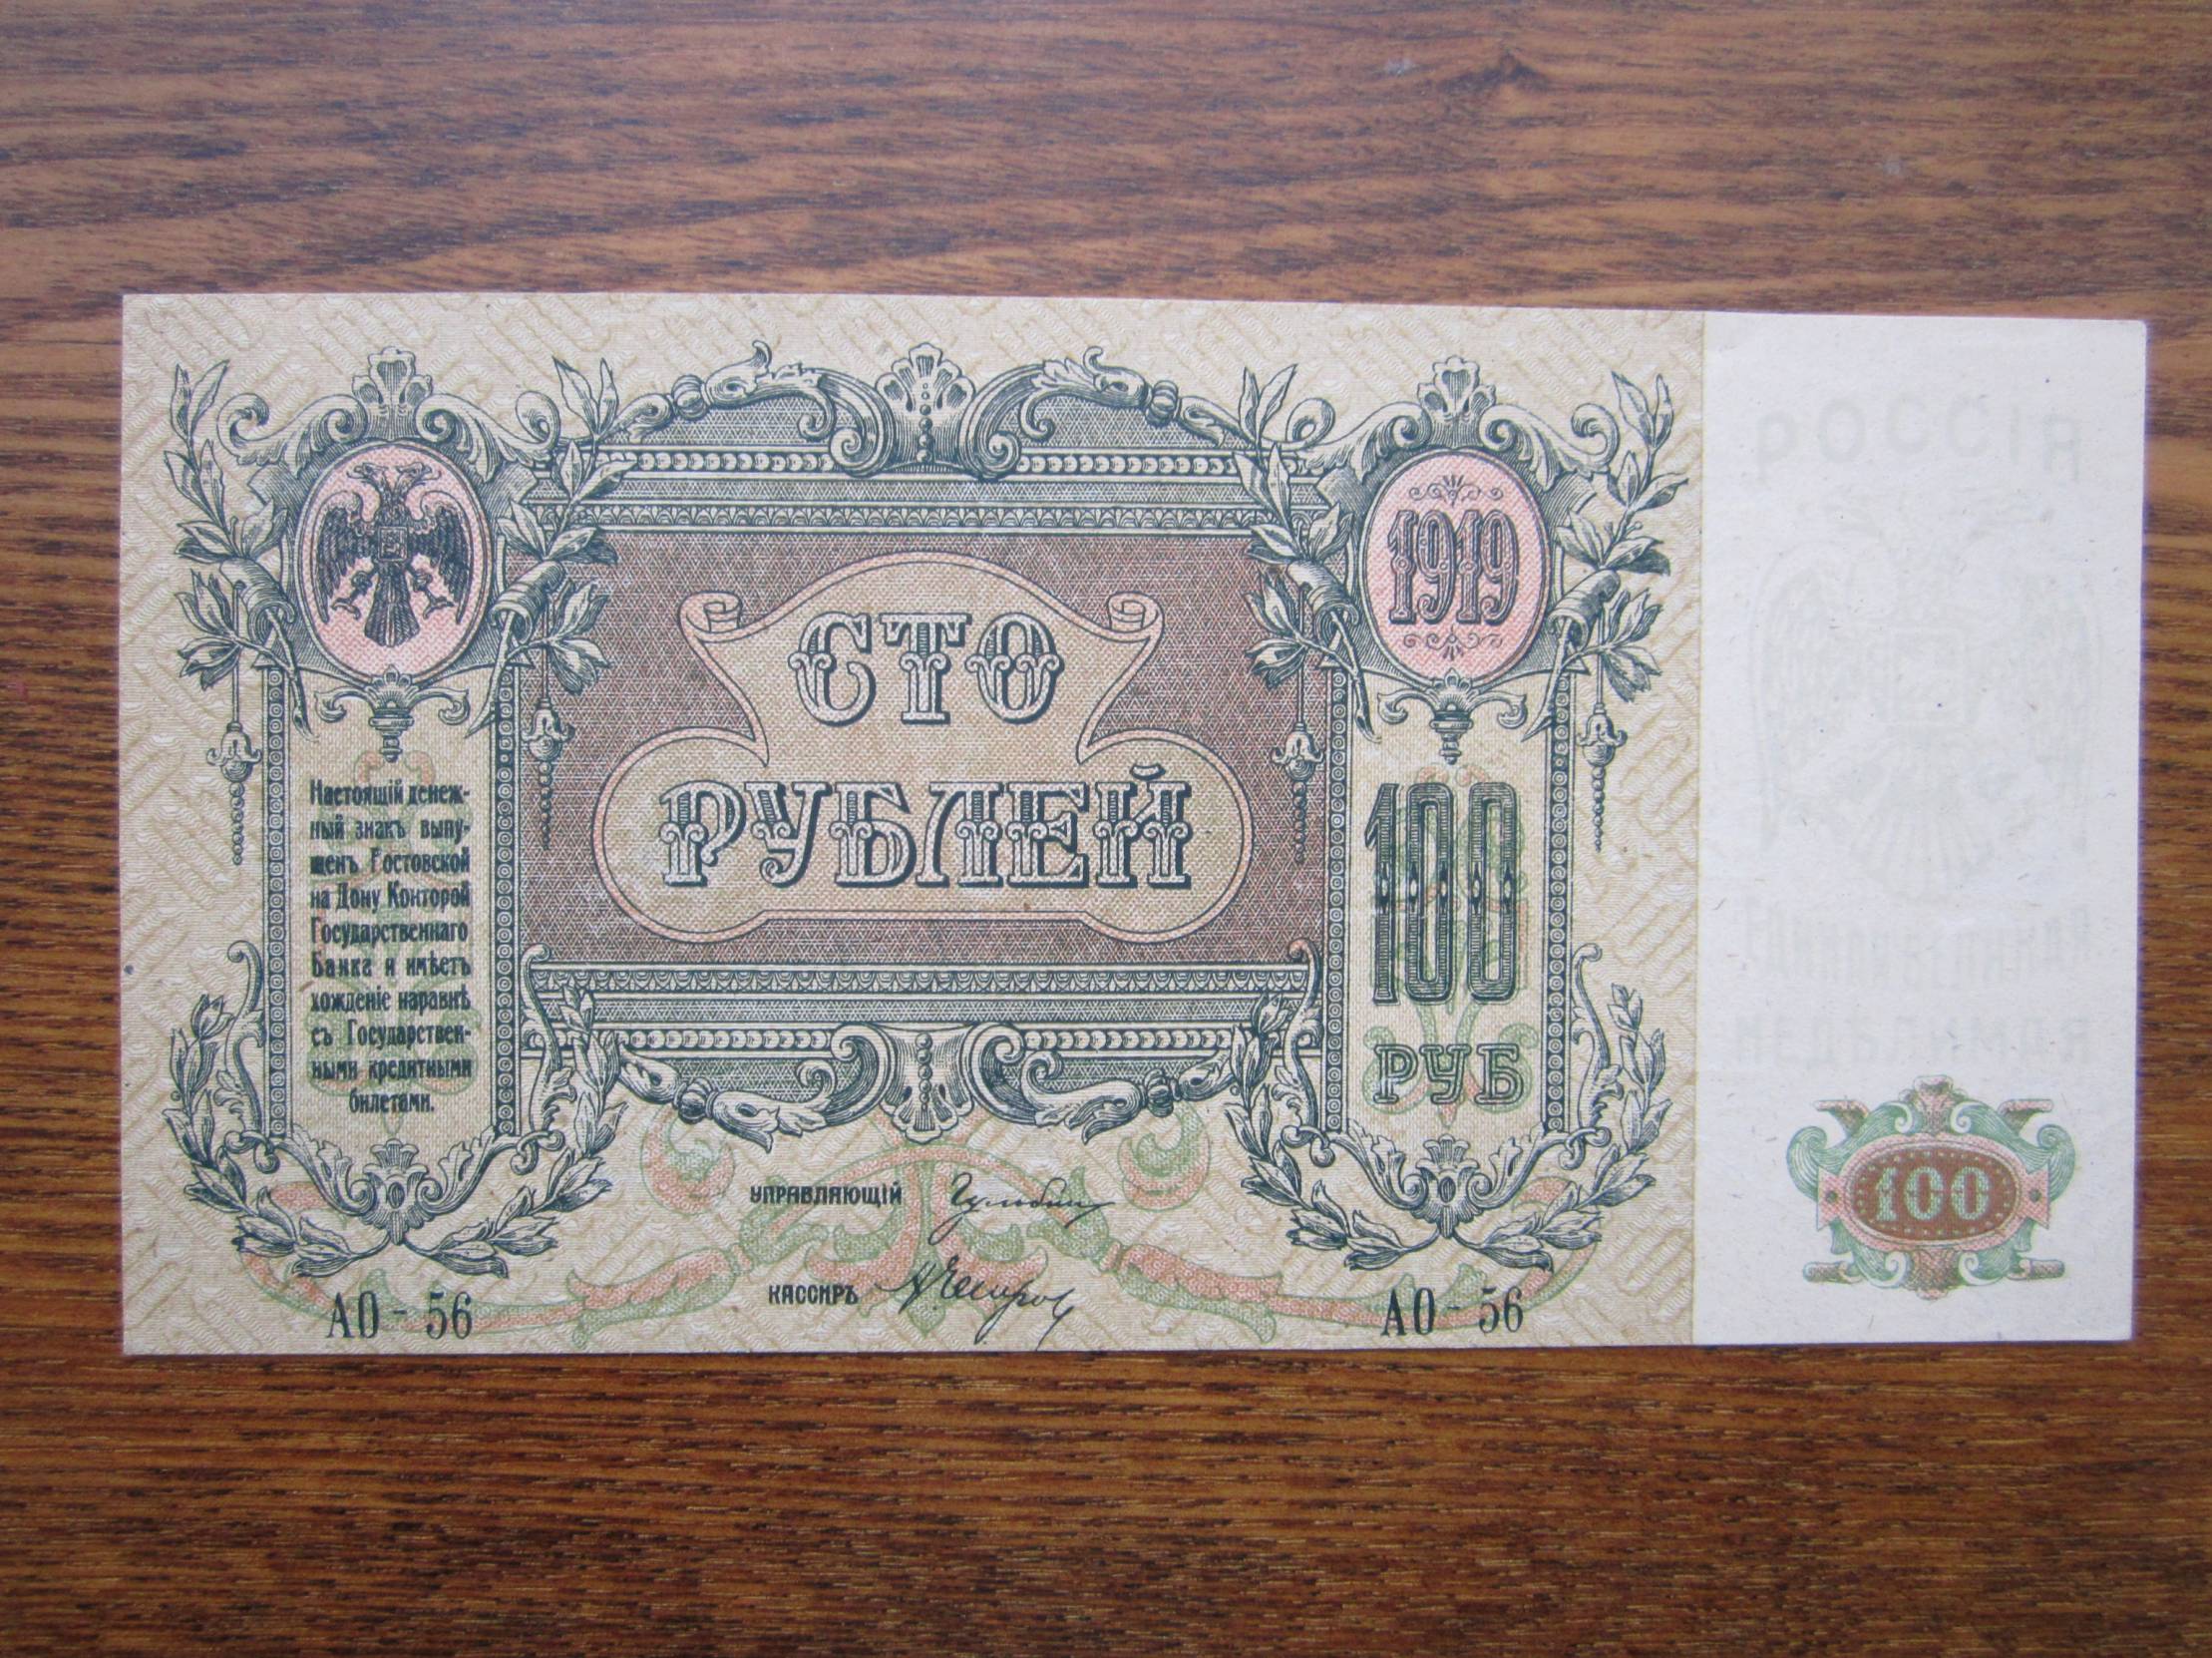 1919
СТО
РУБЛЕЙ
Настоящій денеж-
ный знакъ выпу-
щенъ Ростовской
на Дону Конторой
Государственнаго
Банка и имѣетъ
хожденіе наравнѣ
съ Государствен-
ными кредитными
билетами.
100
РУБ
УПРАВЛЯЮЩІЙ
КАССИРЪ
АО - 56
АО - 56
100
РОССІЯ